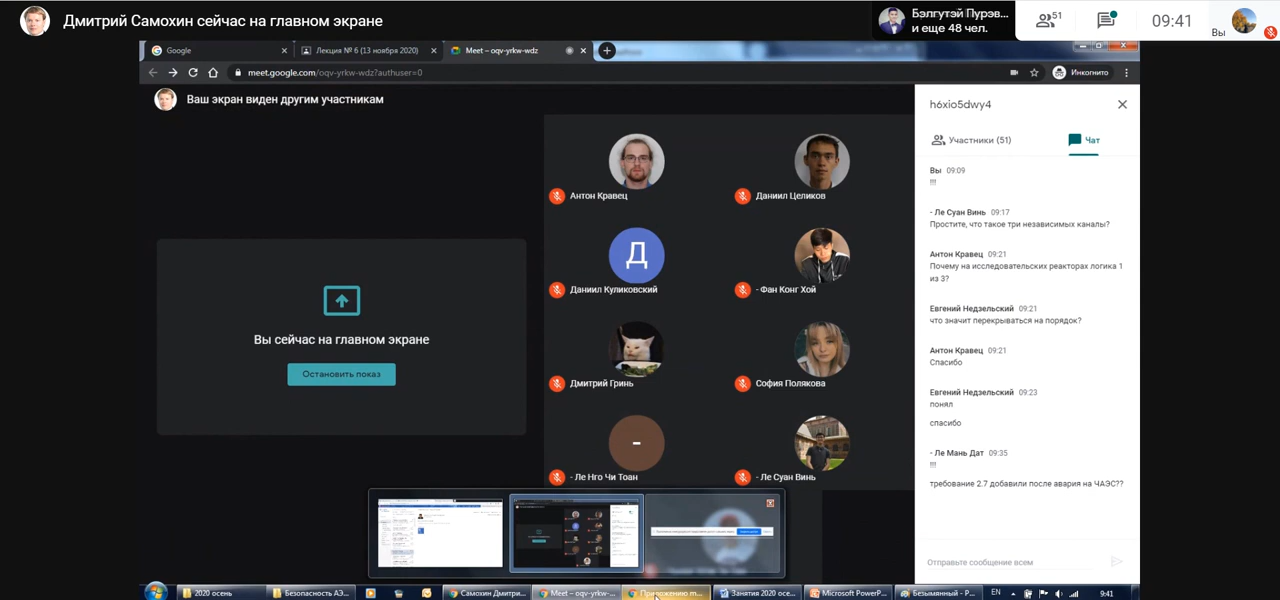 Дмитрий Самохин сейчас на главном экране
Бэлгутэй Пурэв...
и еще 48 чел.
51
09:41
Вы
Google
Лекция № 6 (13 ноября 2020)
Meet – oqv-yrkw-wdz
meet.google.com/oqv-yrkw-wdz?authuser=0
Инкогнито
Ваш экран виден другим участникам
h6xio5dwy4
Участники (51)
Чат
Вы 09:09
!!!
- Ле Суан Винь 09:17
Простите, что такое три независимых каналы?
Антон Кравец 09:21
Почему на исследовательских реакторах логика 1
из 3?
Евгений Недзельский 09:21
что значит перекрываться на порядок?
Антон Кравец 09:21
Спасибо
Евгений Недзельский 09:23
понял
спасибо
- Ле Мань Дат 09:35
!!!
требование 2.7 добавили после авария на ЧАЭС??
Отправьте сообщение всем
Вы сейчас на главном экране
Остановить показ
Антон Кравец
Даниил Целиков
Д
Даниил Куликовский
- Фан Конг Хой
Дмитрий Гринь
София Полякова
-
- Ле Нго Чи Тоан
- Ле Суан Винь
2020 осень
Безопасность АЭ...
Самохин Дмитри...
Meet – oqv-yrkw-...
Приложению m...
Занятия 2020 осе...
Microsoft PowerP...
Безымянный - P...
EN
9:41